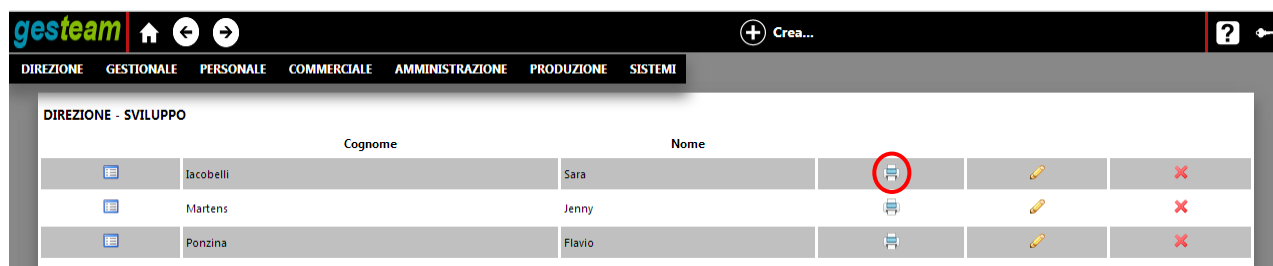 gesteam Crea... ?
DIREZIONE GESTIONALE PERSONALE COMMERCIALE AMMINISTRAZIONE PRODUZIONE SISTEMI
DIREZIONE - SVILUPPO
Cognome Nome
Iacobelli Sara
Martens Jenny
Ponzina Flavio